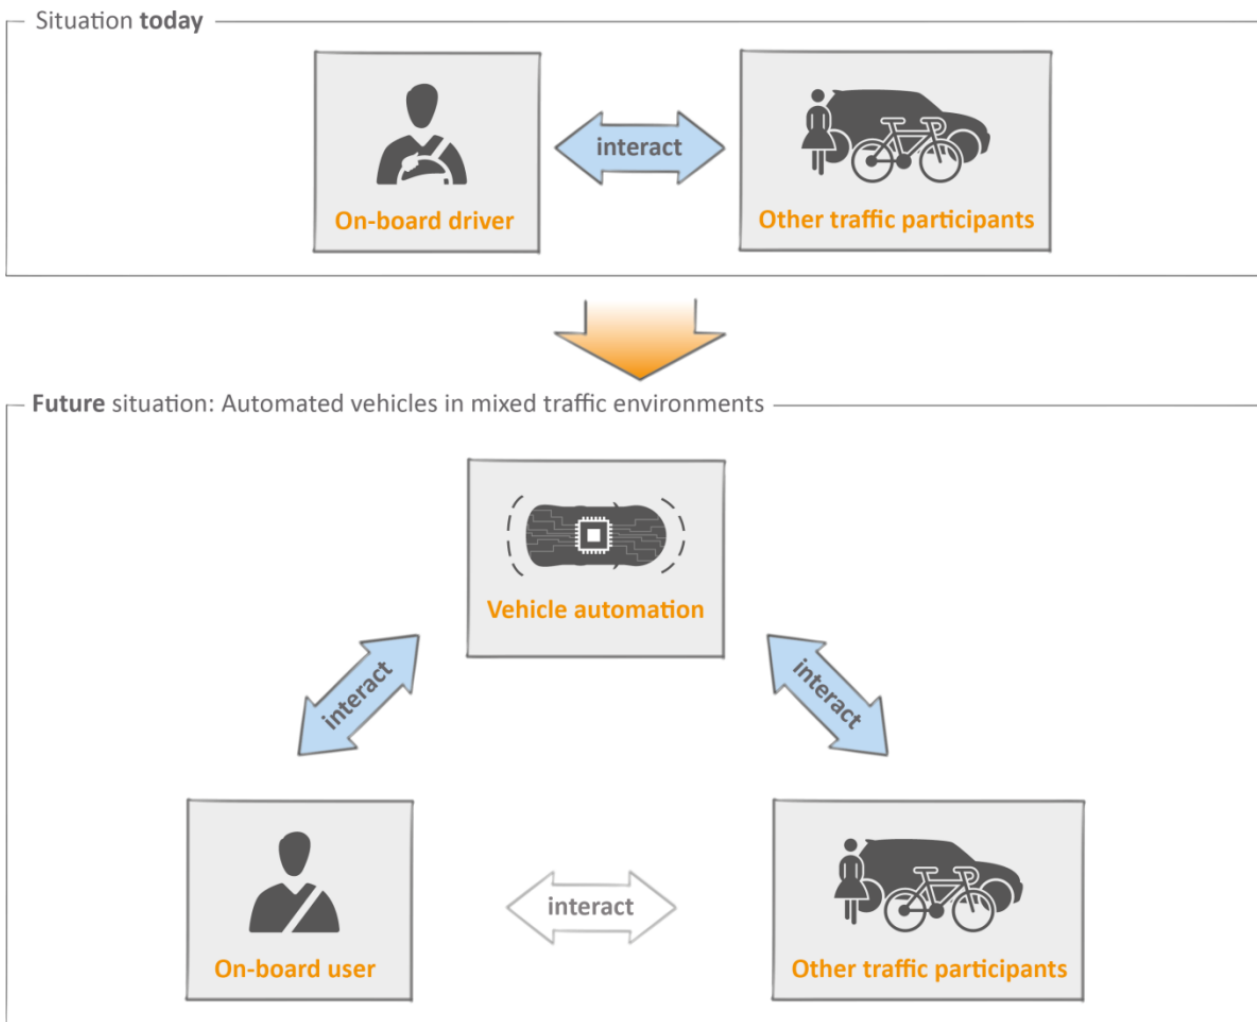 Situation today
interact
On-board driver
Other traffic participants
Future situation: Automated vehicles in mixed traffic environments
Vehicle automation
interact
interact
interact
On-board user
Other traffic participants